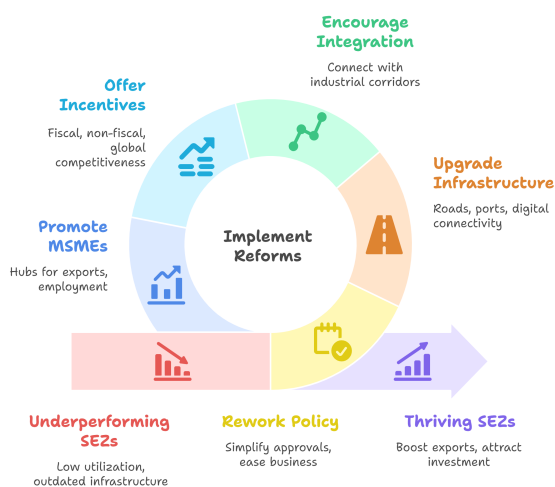 Encourage
Integration
Connect with
industrial corridors
Offer
Incentives
Fiscal, non-fiscal,
global
competitiveness
Upgrade
Infrastructure
Roads, ports, digital
connectivity
Promote
MSMEs
Hubs for exports,
employment
Implement
Reforms
Underperforming
SEZs
Low utilization,
outdated infrastructure
Rework Policy
Simplify approvals,
ease business
Thriving SEZs
Boost exports, attract
investment